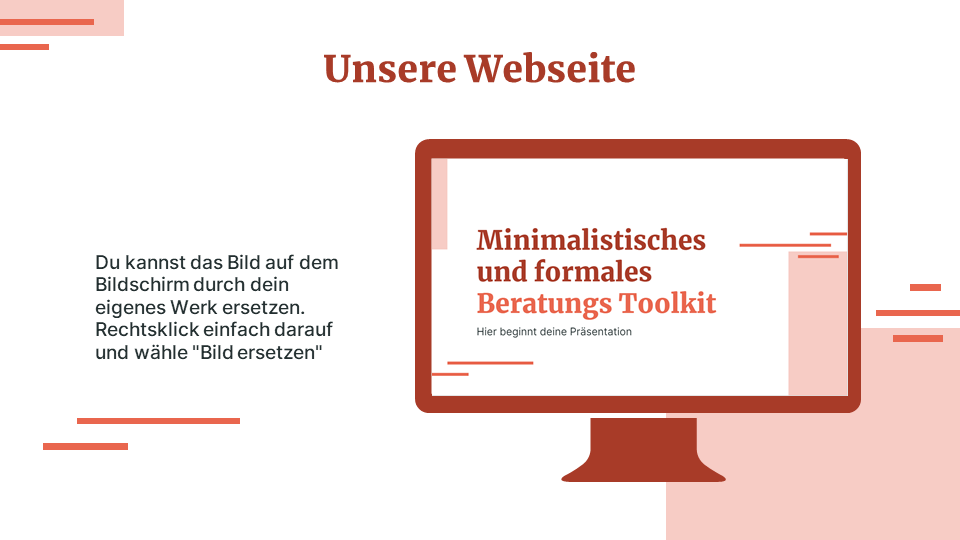 Unsere Webseite
Du kannst das Bild auf dem
Bildschirm durch dein
eigenes Werk ersetzen.
Rechtsklick einfach darauf
und wähle "Bild ersetzen"
Minimalistisches
und formales
Beratungs Toolkit
Hier beginnt deine Präsentation